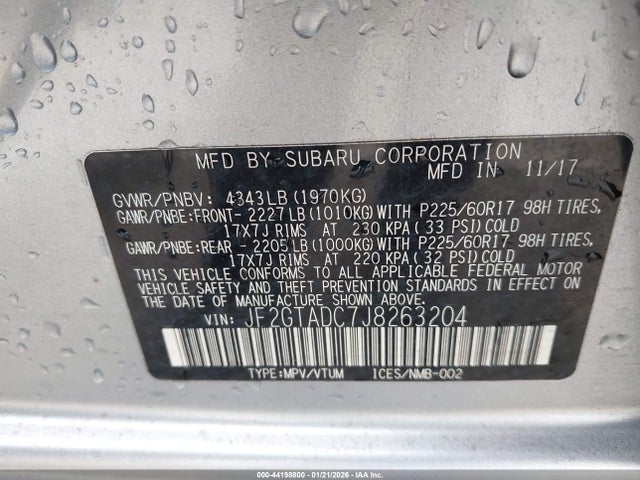 MFD BY SUBARU CORPORATION
MFD IN 11/17
GVWR/PNBV: 4343LB(1970KG)
GAWR/PNBE:FRONT- 2227LB(1010KG)WITH P225/60R17 98H TIRES,
17X7J RIMS AT 230 KPA(33 PSI)COLD
GAWR/PNBE:REAR - 2205LB(1000KG)WITH P225/60R17 98H TIRES,
17X7J RIMS AT 220 KPA(32 PSI)COLD
THIS VEHICLE CONFORMS TO ALL APPLICABLE FEDERAL MOTOR
VEHICLE SAFETY AND THEFT PREVENTION STANDARDS IN EFFECT ON
THE DATE OF MANUFACTURE SHOWN ABOVE.
VIN: JF2GTADC7J8263204
TYPE:MPV/VTUM ICES/NMB-002
000-44198800 - 01/21/2026 - IAA, Inc.